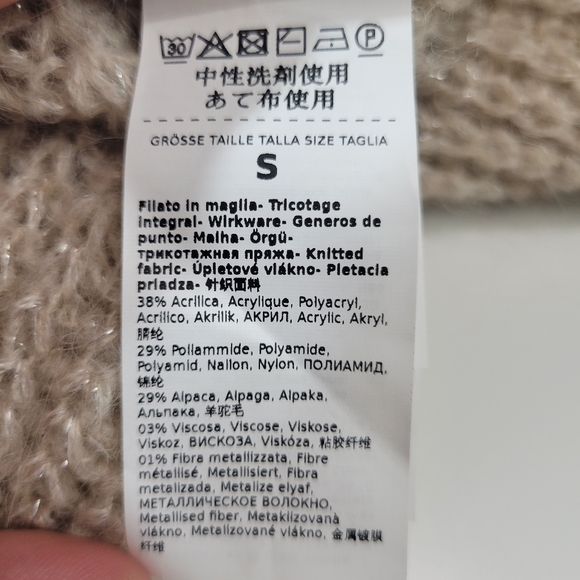 30 P
中性洗剤使用
あて布使用
GRÖSSE TAILLE TALLA SIZE TAGLIA
S
Filato in maglia- Tricotage
integral- Wirkware- Generos de
punto- Malha- Örgü-
трикотажная пряжа- Knitted
fabric- Úpletové vlákno- Pletacia
priadza- 针织面料
38% Acrilica, Acrylique, Polyacryl,
Acrilico, Akrilik, АКРИЛ, Acrylic, Akryl,
腈纶
29% Poliammide, Polyamide,
Polyamid, Nailon, Nylon, ПОЛИАМИД,
锦纶
29% Alpaca, Alpaga, Alpaka,
Альпака, 羊驼毛
03% Viscosa, Viscose, Viskose,
Viskoz, ВИСКОЗА, Viskóza, 粘胶纤维
01% Fibra metallizzata, Fibre
métallisé, Metallisiert, Fibra
metalizada, Metalize elyaf,
МЕТАЛЛИЧЕСКОЕ ВОЛОКНО,
Metallised fiber, Metaklizovanà
vlákno, Metalizované vlákno, 金属镀膜
纤维